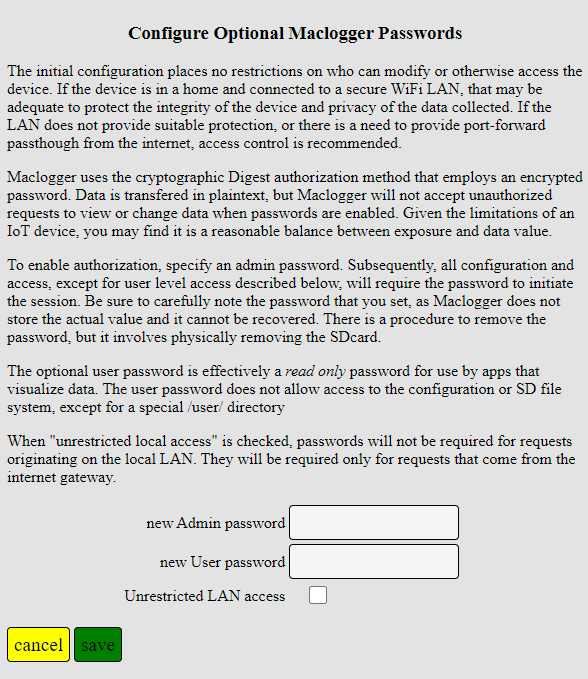 Configure Optional Maclogger Passwords
The initial configuration places no restrictions on who can modify or otherwise access the
device. If the device is in a home and connected to a secure WiFi LAN, that may be
adequate to protect the integrity of the device and privacy of the data collected. If the
LAN does not provide suitable protection, or there is a need to provide port-forward
passthough from the internet, access control is recommended.
Maclogger uses the cryptographic Digest authorization method that employs an encrypted
password. Data is transfered in plaintext, but Maclogger will not accept unauthorized
requests to view or change data when passwords are enabled. Given the limitations of an
IoT device, you may find it is a reasonable balance between exposure and data value.
To enable authorization, specify an admin password. Subsequently, all configuration and
access, except for user level access described below, will require the password to initiate
the session. Be sure to carefully note the password that you set, as Maclogger does not
store the actual value and it cannot be recovered. There is a procedure to remove the
password, but it involves physically removing the SDcard.
The optional user password is effectively a read only password for use by apps that
visualize data. The user password does not allow access to the configuration or SD file
system, except for a special /user/ directory
When "unrestricted local access" is checked, passwords will not be required for requests
originating on the local LAN. They will be required only for requests that come from the
internet gateway.
new Admin password
new User password
Unrestricted LAN access
cancel save